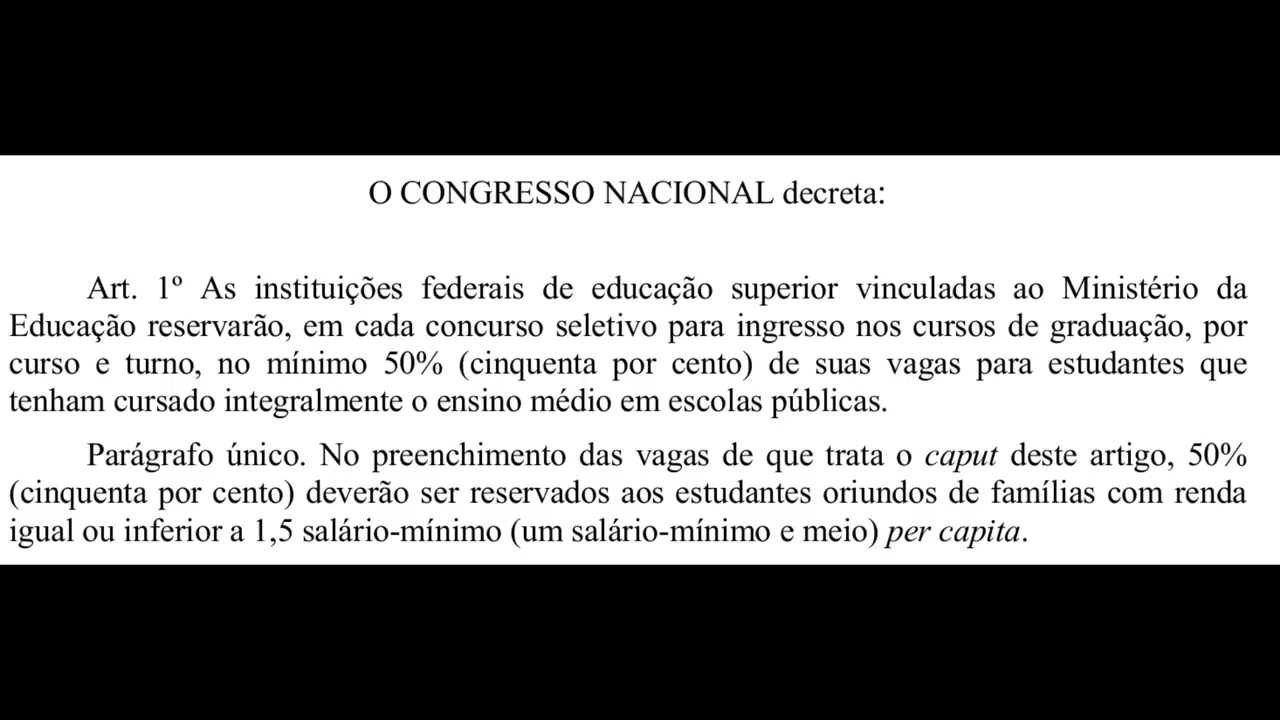 O CONGRESSO NACIONAL decreta:
Art. 1º As instituições federais de educação superior vinculadas ao Ministério da
Educação reservarão, em cada concurso seletivo para ingresso nos cursos de graduação, por
curso e turno, no mínimo 50% (cinquenta por cento) de suas vagas para estudantes que
tenham cursado integralmente o ensino médio em escolas públicas.
Parágrafo único. No preenchimento das vagas de que trata o caput deste artigo, 50%
(cinquenta por cento) deverão ser reservados aos estudantes oriundos de famílias com renda
igual ou inferior a 1,5 salário-mínimo (um salário-mínimo e meio) per capita.